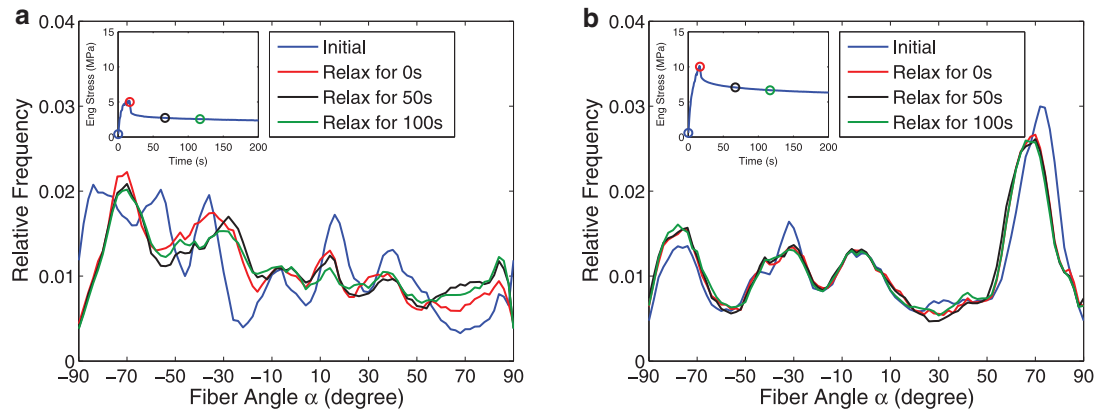 a
0.04
0.03
0.02
0.01
0
Relative Frequency
−90 −70 −50 −30 −10 10 30 50 70 90
Fiber Angle α (degree)
15
10
5
0
Eng Stress (MPa)
0 50 100 150 200
Time (s)
Initial
Relax for 0s
Relax for 50s
Relax for 100s
b
0.04
0.03
0.02
0.01
0
Relative Frequency
−90 −70 −50 −30 −10 10 30 50 70 90
Fiber Angle α (degree)
15
10
5
0
Eng Stress (MPa)
0 50 100 150 200
Time (s)
Initial
Relax for 0s
Relax for 50s
Relax for 100s